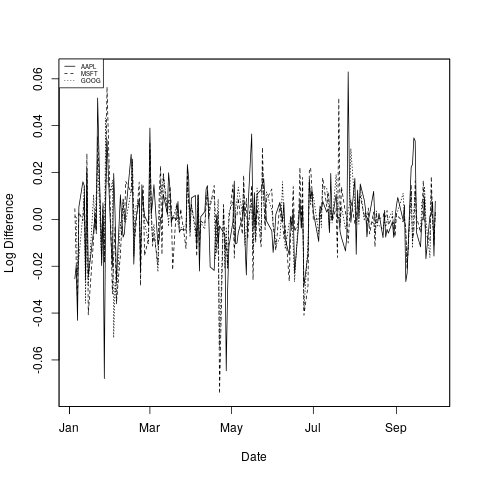 AAPL
MSFT
GOOG
0.06
0.04
0.02
0.00
-0.02
-0.04
-0.06
Log Difference
Jan Mar May Jul Sep
Date